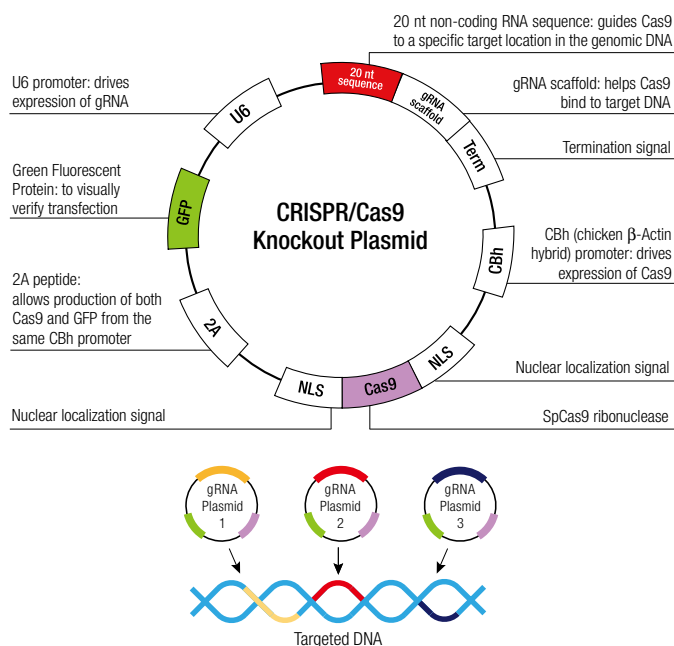 20 nt non-coding RNA sequence: guides Cas9
to a specific target location in the genomic DNA
U6 promoter: drives
expression of gRNA
gRNA scaffold: helps Cas9
bind to target DNA
Termination signal
Green Fluorescent
Protein: to visually
verify transfection
CBh (chicken β-Actin
hybrid) promoter: drives
expression of Cas9
2A peptide:
allows production of both
Cas9 and GFP from the
same CBh promoter
Nuclear localization signal
Nuclear localization signal
SpCas9 ribonuclease
20 nt
sequence
gRNA
scaffold
Term
CBh
NLS
Cas9
NLS
2A
GFP
U6
CRISPR/Cas9
Knockout Plasmid
gRNA
Plasmid
1
gRNA
Plasmid
2
gRNA
Plasmid
3
Targeted DNA